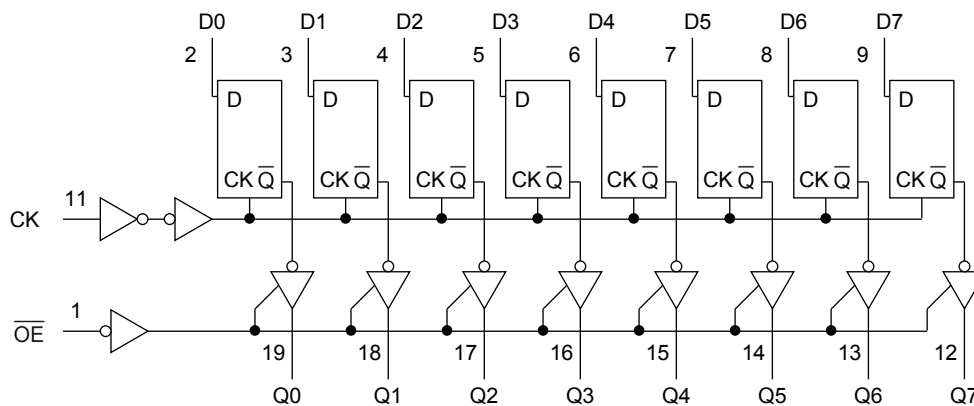 D0 D1 D2 D3 D4 D5 D6 D7
2 3 4 5 6 7 8 9
D D D D D D D D
CK Q̅ CK Q̅ CK Q̅ CK Q̅ CK Q̅ CK Q̅ CK Q̅ CK Q̅
11
CK
1
O̅E̅
19 18 17 16 15 14 13 12
Q0 Q1 Q2 Q3 Q4 Q5 Q6 Q7